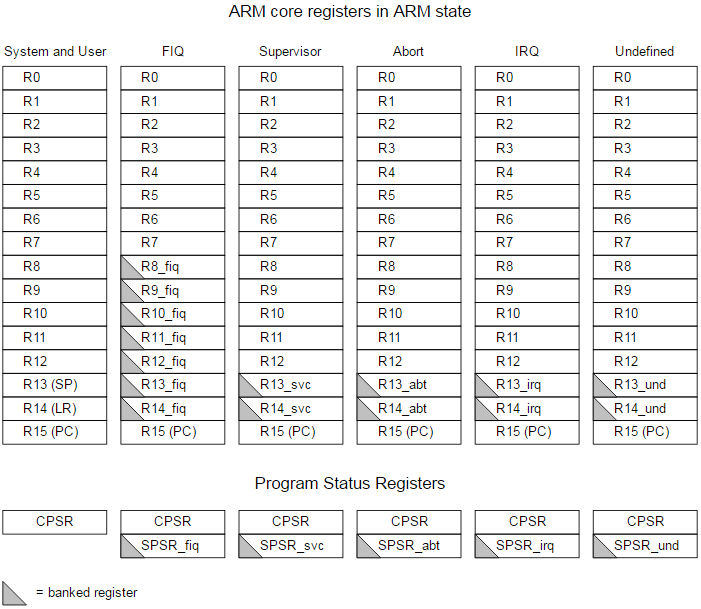 ARM core registers in ARM state
System and User FIQ Supervisor Abort IRQ Undefined
R0 R0 R0 R0 R0 R0
R1 R1 R1 R1 R1 R1
R2 R2 R2 R2 R2 R2
R3 R3 R3 R3 R3 R3
R4 R4 R4 R4 R4 R4
R5 R5 R5 R5 R5 R5
R6 R6 R6 R6 R6 R6
R7 R7 R7 R7 R7 R7
R8 R8_fiq R8 R8 R8 R8
R9 R9_fiq R9 R9 R9 R9
R10 R10_fiq R10 R10 R10 R10
R11 R11_fiq R11 R11 R11 R11
R12 R12_fiq R12 R12 R12 R12
R13 (SP) R13_fiq R13_svc R13_abt R13_irq R13_und
R14 (LR) R14_fiq R14_svc R14_abt R14_irq R14_und
R15 (PC) R15 (PC) R15 (PC) R15 (PC) R15 (PC) R15 (PC)
Program Status Registers
CPSR CPSR CPSR CPSR CPSR CPSR
SPSR_fiq SPSR_svc SPSR_abt SPSR_irq SPSR_und
= banked register